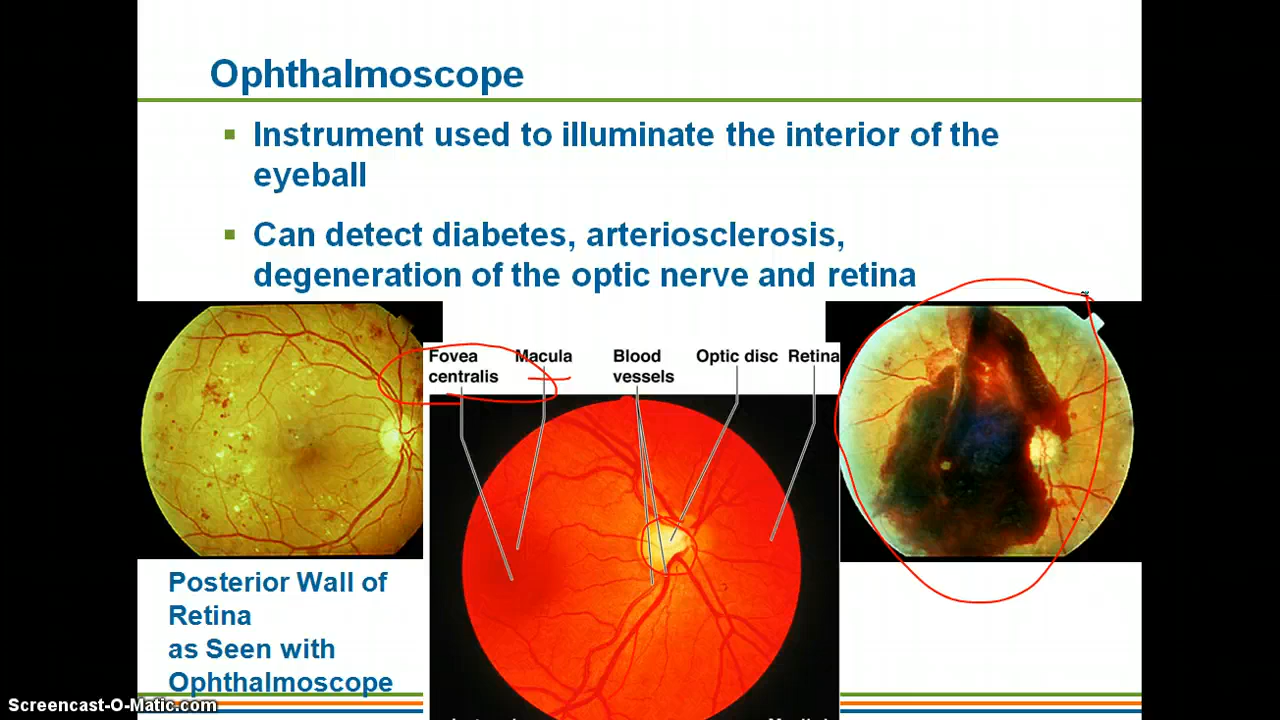 Ophthalmoscope
Instrument used to illuminate the interior of the
eyeball
Can detect diabetes, arteriosclerosis,
degeneration of the optic nerve and retina
Fovea
centralis
Macula
Blood
vessels
Optic disc
Retina
Posterior Wall of
Retina
as Seen with
Ophthalmoscope
Screencast-O-Matic.com